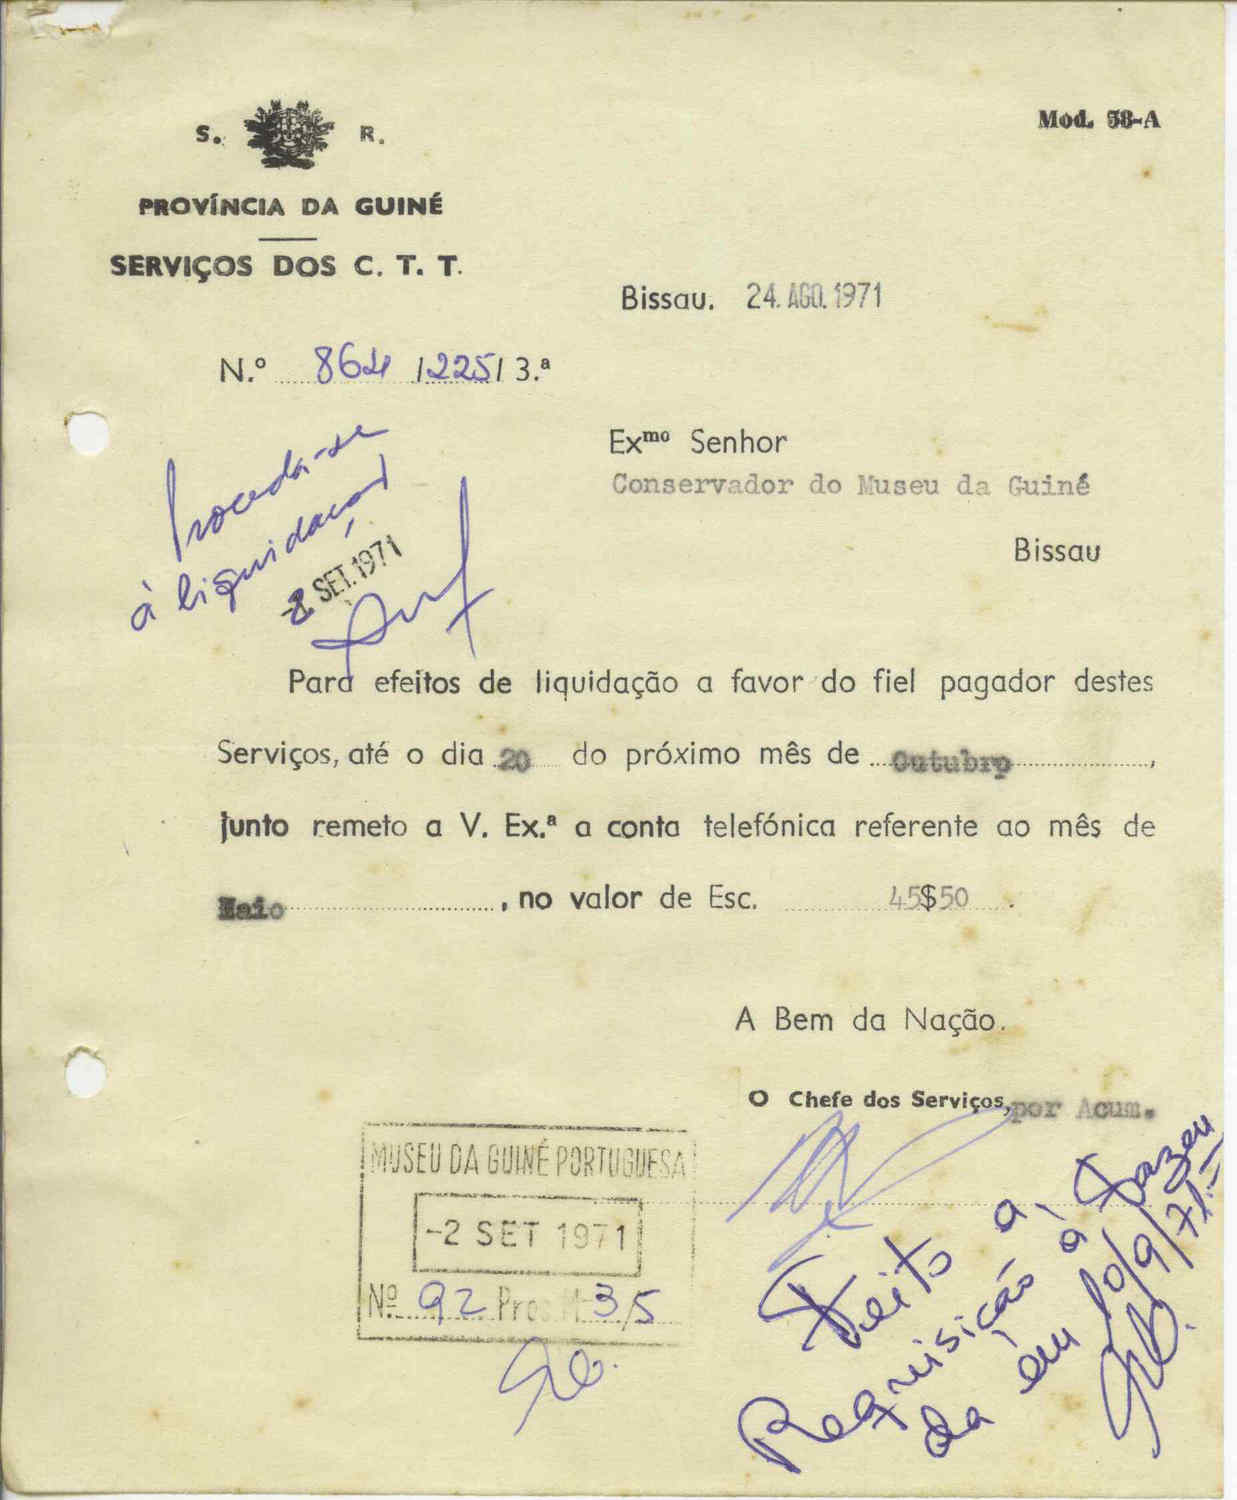 Mod. 58-A
S. R.
PROVÍNCIA DA GUINÉ
SERVIÇOS DOS C. T. T.
Bissau, 24. AGO. 1971
N.º 864 /225/ 3.ª
Proceda-se
à liquidação
-2 SET. 1971
Exmo Senhor
Conservador do Museu da Guiné
Bissau
Para efeitos de liquidação a favor do fiel pagador destes
Serviços, até o dia 20 do próximo mês de Outubro,
junto remeto a V. Ex.ª a conta telefónica referente ao mês de
Maio, no valor de Esc. 45$50.
A Bem da Nação.
O Chefe dos Serviços, por Acum.
MUSEU DA GUINÉ PORTUGUESA
-2 SET 1971
Nº 92 Proc. M 3/5
Feito a
Requisição à Fazen
da em 10/9/71.